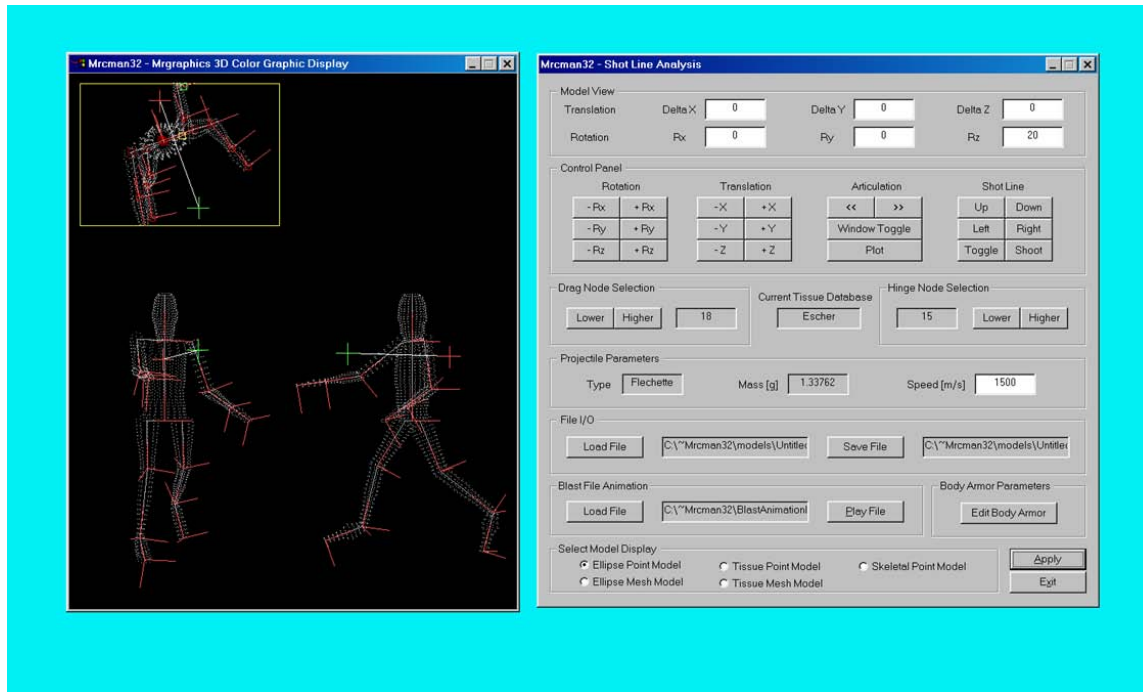 Mrcman32 - Mrgraphics 3D Color Graphic Display
Mrcman32 - Shot Line Analysis
Model View
Translation Delta X 0 Delta Y 0 Delta Z 0
Rotation Rx 0 Ry 0 Rz 20
Control Panel
Rotation Translation Articulation Shot Line
- Rx + Rx - X + X << >> Up Down
- Ry + Ry - Y + Y Window Toggle Left Right
- Rz + Rz - Z + Z Plot Toggle Shoot
Drag Node Selection Current Tissue Database Hinge Node Selection
Lower Higher 18 Escher 15 Lower Higher
Projectile Parameters
Type Flechette Mass [g] 1.33762 Speed [m/s] 1500
File I/O
Load File C:\~Mrcman32\models\Untitle Save File C:\~Mrcman32\models\Untitle
Blast File Animation Body Armor Parameters
Load File C:\~Mrcman32\BlastAnimation Play File Edit Body Armor
Select Model Display
Ellipse Point Model Tissue Point Model Skeletal Point Model Apply
Ellipse Mesh Model Tissue Mesh Model Exit